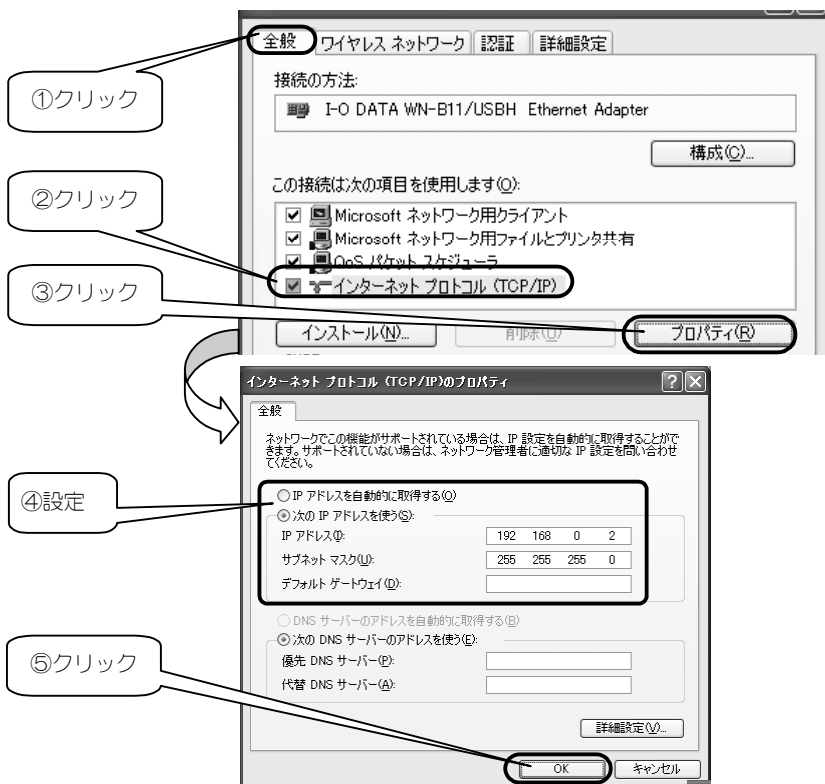 全般 ワイヤレス ネットワーク 認証 詳細設定
①クリック
接続の方法:
I-O DATA WN-B11/USBH Ethernet Adapter
構成(C)...
②クリック
この接続は次の項目を使用します(O):
Microsoft ネットワーク用クライアント
Microsoft ネットワーク用ファイルとプリンタ共有
QoS パケット スケジューラ
インターネット プロトコル (TCP/IP)
③クリック
インストール(N)... 削除(U) プロパティ(R)
インターネット プロトコル (TCP/IP)のプロパティ
全般
ネットワークでこの機能がサポートされている場合は、IP 設定を自動的に取得することがで
きます。サポートされていない場合は、ネットワーク管理者に適切な IP 設定を問い合わせ
てください。
④設定
IP アドレスを自動的に取得する(O)
次の IP アドレスを使う(S):
IP アドレス(I): 192 168 0 2
サブネット マスク(U): 255 255 255 0
デフォルト ゲートウェイ(D):
DNS サーバーのアドレスを自動的に取得する(B)
次の DNS サーバーのアドレスを使う(E):
⑤クリック
優先 DNS サーバー(P):
代替 DNS サーバー(A):
詳細設定(V)...
OK キャンセル